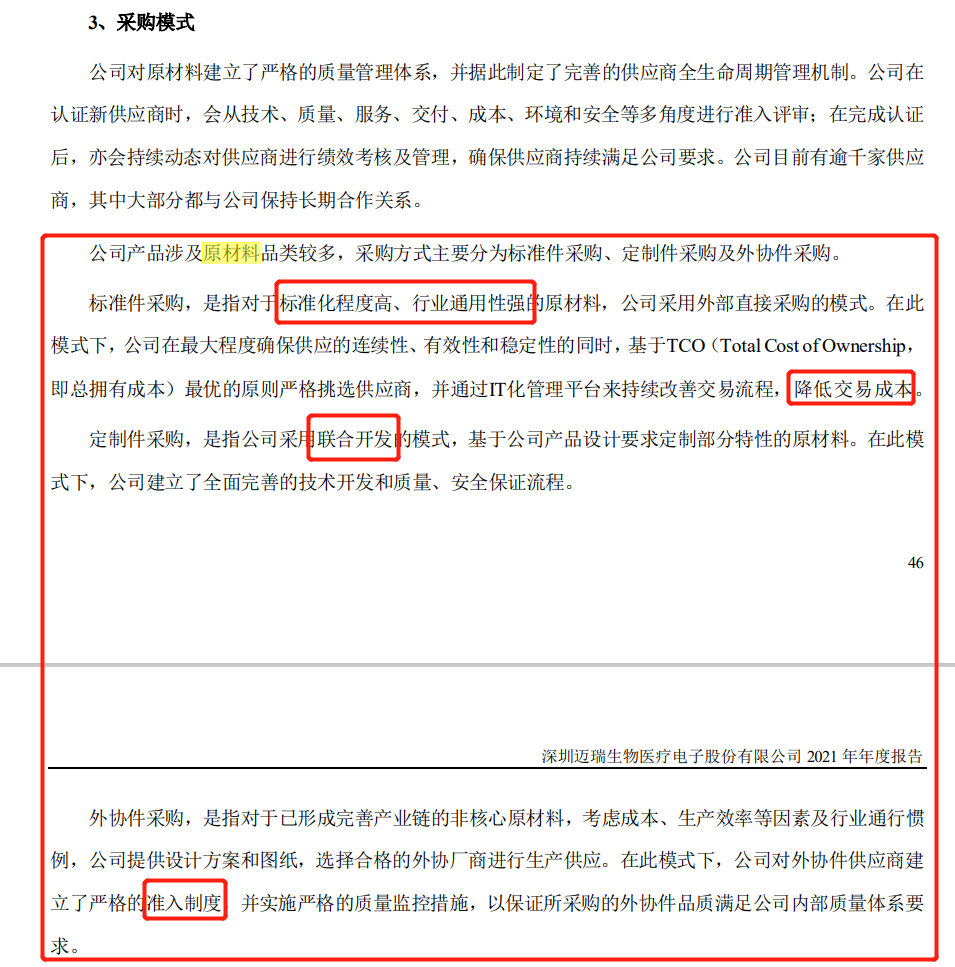 3、采购模式
公司对原材料建立了严格的质量管理体系，并据此制定了完善的供应商全生命周期管理机制。公司在
认证新供应商时，会从技术、质量、服务、交付、成本、环境和安全等多角度进行准入评审；在完成认证
后，亦会持续动态对供应商进行绩效考核及管理，确保供应商持续满足公司要求。公司目前有逾千家供应
商，其中大部分都与公司保持长期合作关系。
公司产品涉及原材料品类较多，采购方式主要分为标准件采购、定制件采购及外协件采购。
标准件采购，是指对于标准化程度高、行业通用性强的原材料，公司采用外部直接采购的模式。在此
模式下，公司在最大程度确保供应的连续性、有效性和稳定性的同时，基于TCO（Total Cost of Ownership，
即总拥有成本）最优的原则严格挑选供应商，并通过IT化管理平台来持续改善交易流程，降低交易成本。
定制件采购，是指公司采用联合开发的模式，基于公司产品设计要求定制部分特性的原材料。在此模
式下，公司建立了全面完善的技术开发和质量、安全保证流程。
46
深圳迈瑞生物医疗电子股份有限公司 2021 年年度报告
外协件采购，是指对于已形成完善产业链的非核心原材料，考虑成本、生产效率等因素及行业通行惯
例，公司提供设计方案和图纸，选择合格的外协厂商进行生产供应。在此模式下，公司对外协件供应商建
立了严格的准入制度，并实施严格的质量监控措施，以保证所采购的外协件品质满足公司内部质量体系要
求。